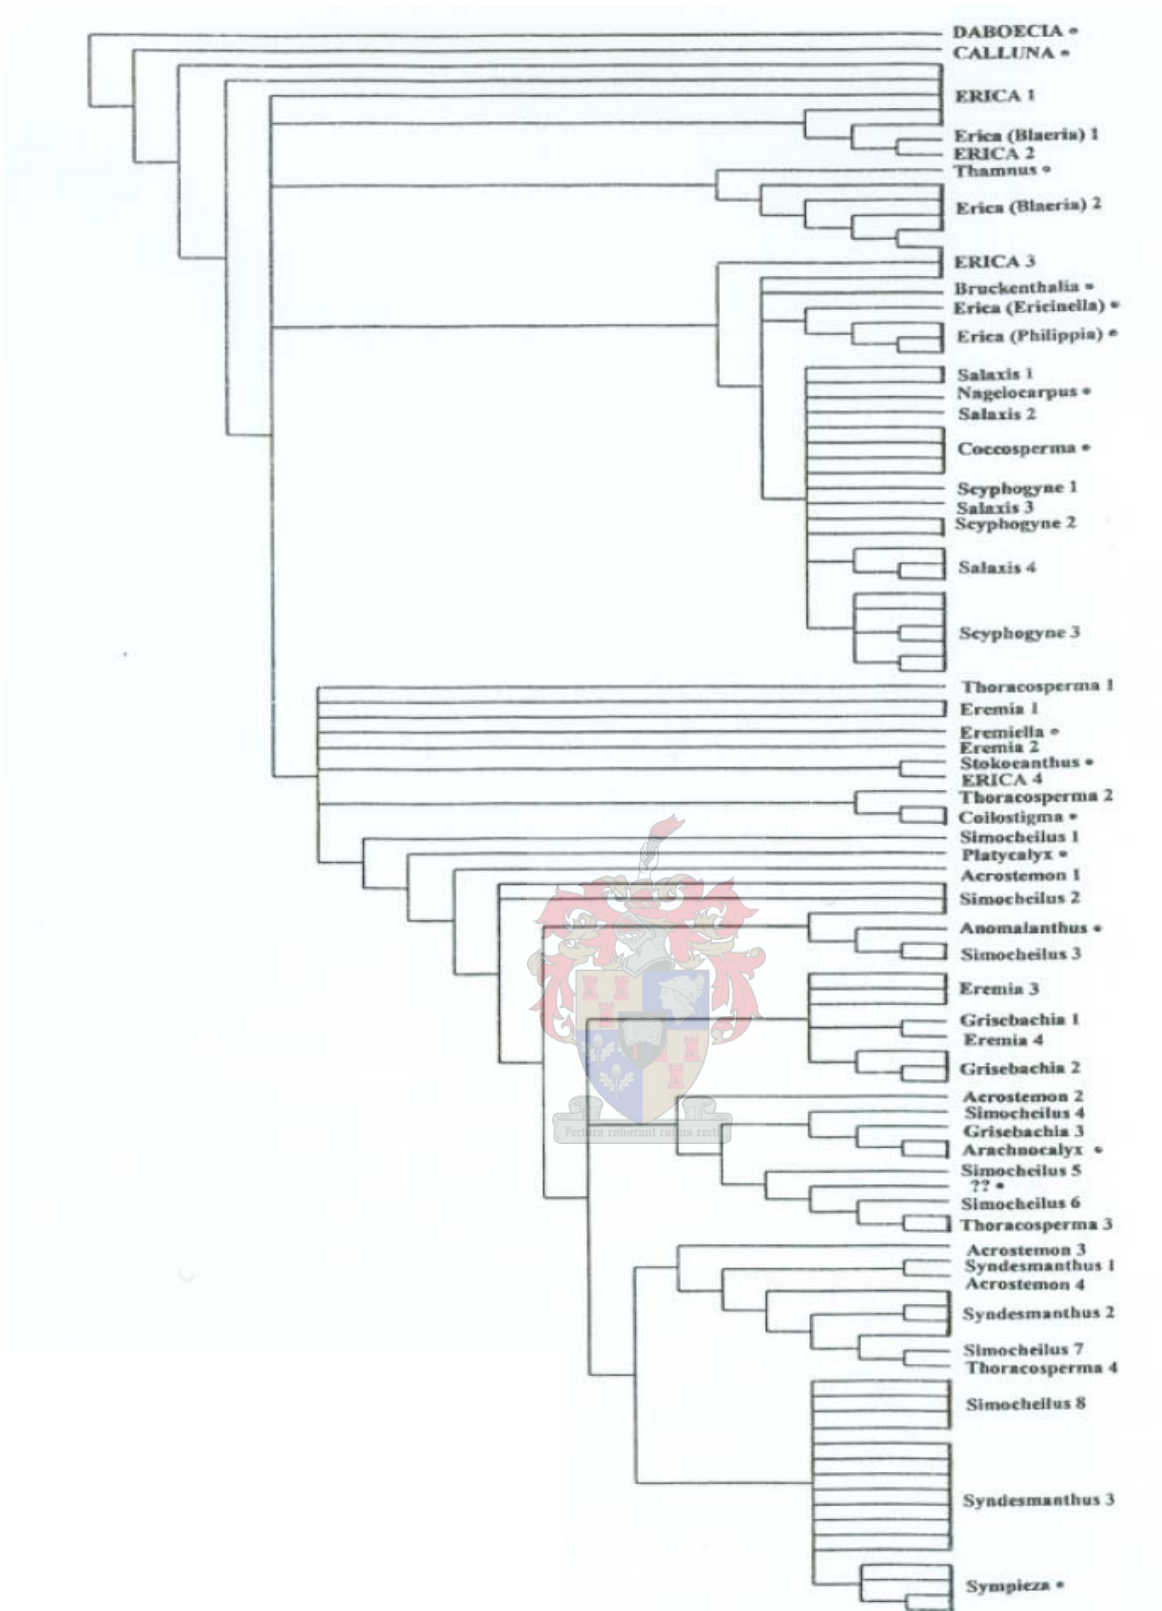 DABOECIA *
CALLUNA *
ERICA 1
Erica (Blaeria) 1
ERICA 2
Thamnus *
Erica (Blaeria) 2
ERICA 3
Bruckenthalia *
Erica (Ericinella) *
Erica (Philippia) *
Salaxis 1
Nagelocarpus *
Salaxis 2
Coccosperma *
Scyphogyne 1
Salaxis 3
Scyphogyne 2
Salaxis 4
Scyphogyne 3
Thoracosperma 1
Eremia 1
Eremiella *
Eremia 2
Stokoeanthus *
ERICA 4
Thoracosperma 2
Coilostigma *
Simocheilus 1
Platycalyx *
Acrostemon 1
Simocheilus 2
Anomalanthus *
Simocheilus 3
Eremia 3
Grisebachia 1
Eremia 4
Grisebachia 2
Acrostemon 2
Simocheilus 4
Grisebachia 3
Arachnocalyx *
Simocheilus 5
?? *
Simocheilus 6
Thoracosperma 3
Acrostemon 3
Syndesmanthus 1
Acrostemon 4
Syndesmanthus 2
Simocheilus 7
Thoracosperma 4
Simocheilus 8
Syndesmanthus 3
Sympieza *
Pectora roborant cultus recti